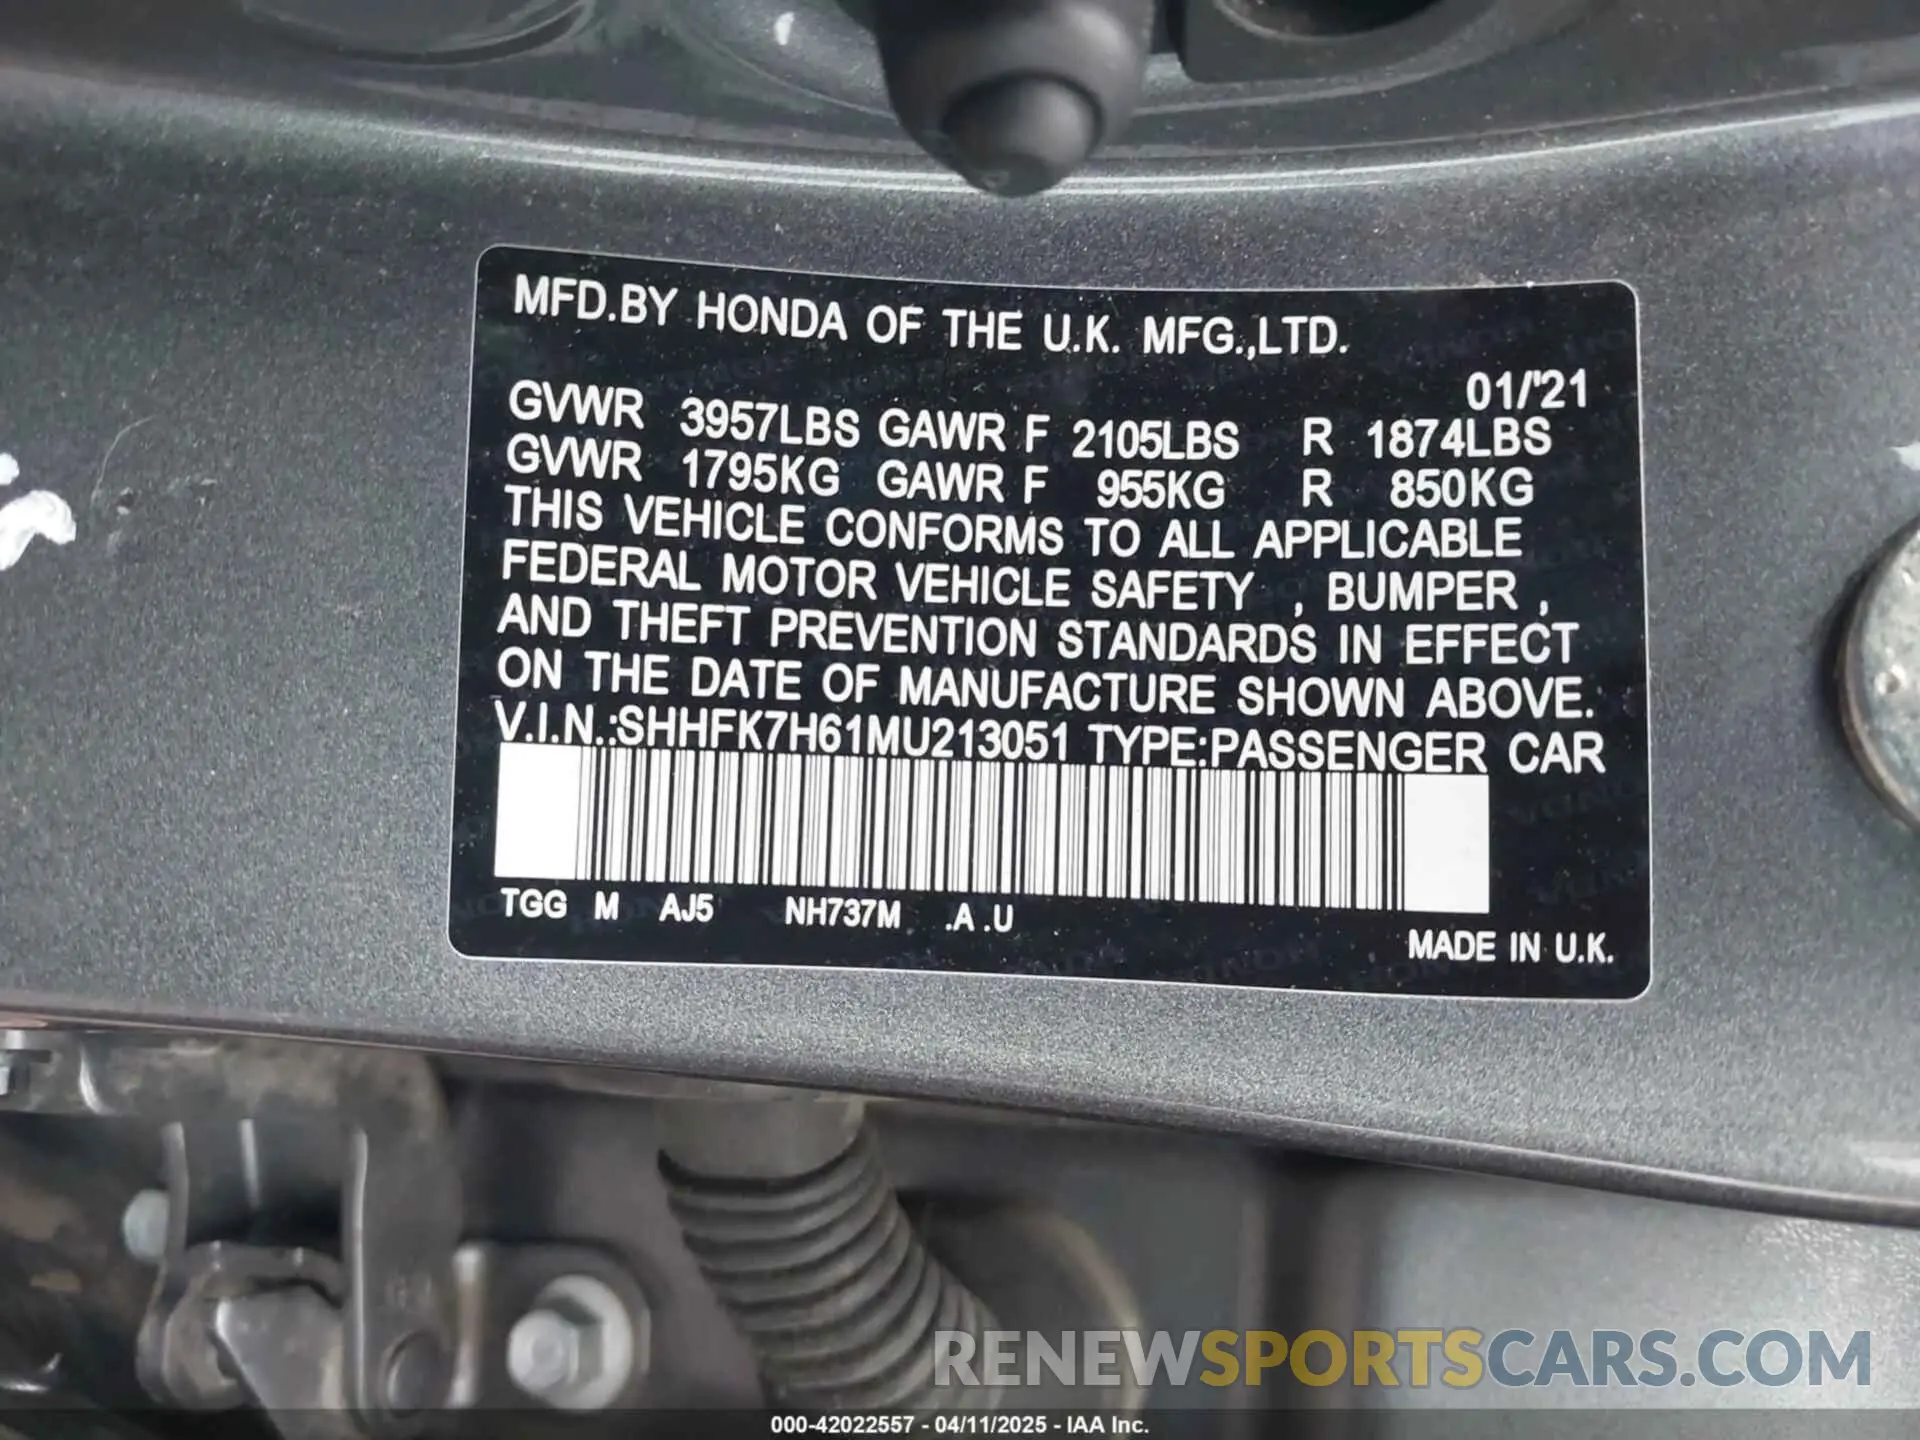 MFD.BY HONDA OF THE U.K. MFG.,LTD.
01/'21
GVWR 3957LBS GAWR F 2105LBS R 1874LBS
GVWR 1795KG GAWR F 955KG R 850KG
THIS VEHICLE CONFORMS TO ALL APPLICABLE
FEDERAL MOTOR VEHICLE SAFETY , BUMPER ,
AND THEFT PREVENTION STANDARDS IN EFFECT
ON THE DATE OF MANUFACTURE SHOWN ABOVE.
V.I.N.:SHHFK7H61MU213051 TYPE:PASSENGER CAR
TGG M AJ5 NH737M .A .U
MADE IN U.K.
RENEWSPORTSCARS.COM
000-42022557 - 04/11/2025 - IAA Inc.